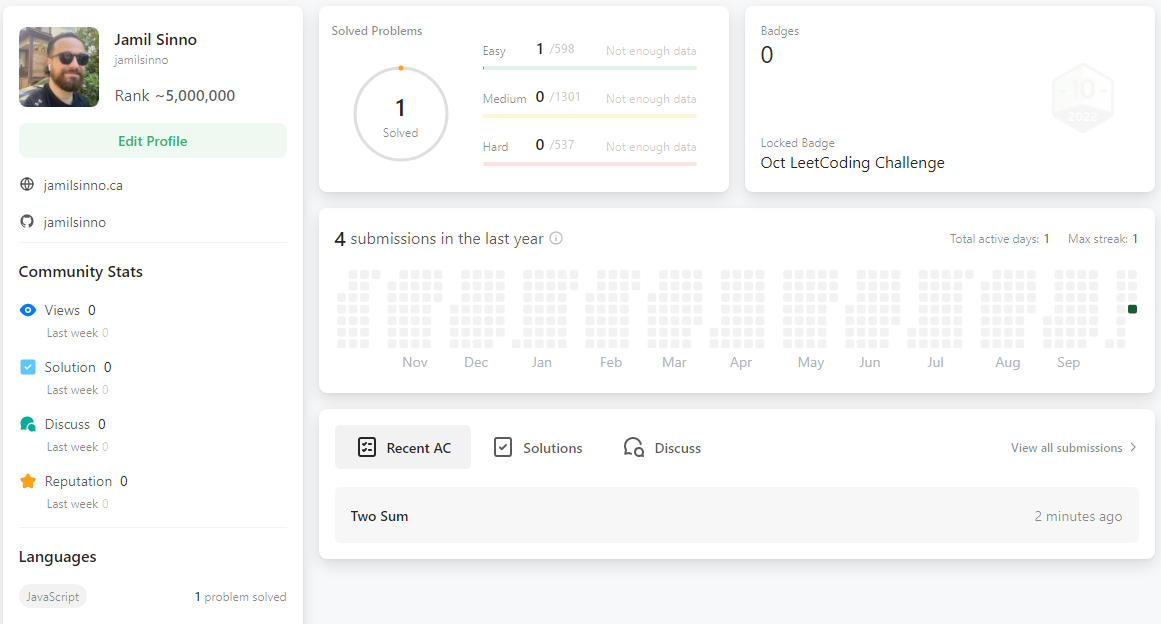 Jamil Sinno
jamilsinno
Rank ~5,000,000
Edit Profile
jamilsinno.ca
jamilsinno
Community Stats
Views 0
Last week 0
Solution 0
Last week 0
Discuss 0
Last week 0
Reputation 0
Last week 0
Languages
JavaScript 1 problem solved
Solved Problems
1
Solved
Easy 1 /598 Not enough data
Medium 0 /1301 Not enough data
Hard 0 /537 Not enough data
Badges
0
10
2022
Locked Badge
Oct LeetCoding Challenge
4 submissions in the last year Total active days: 1 Max streak: 1
Nov Dec Jan Feb Mar Apr May Jun Jul Aug Sep
Recent AC Solutions Discuss View all submissions
Two Sum 2 minutes ago